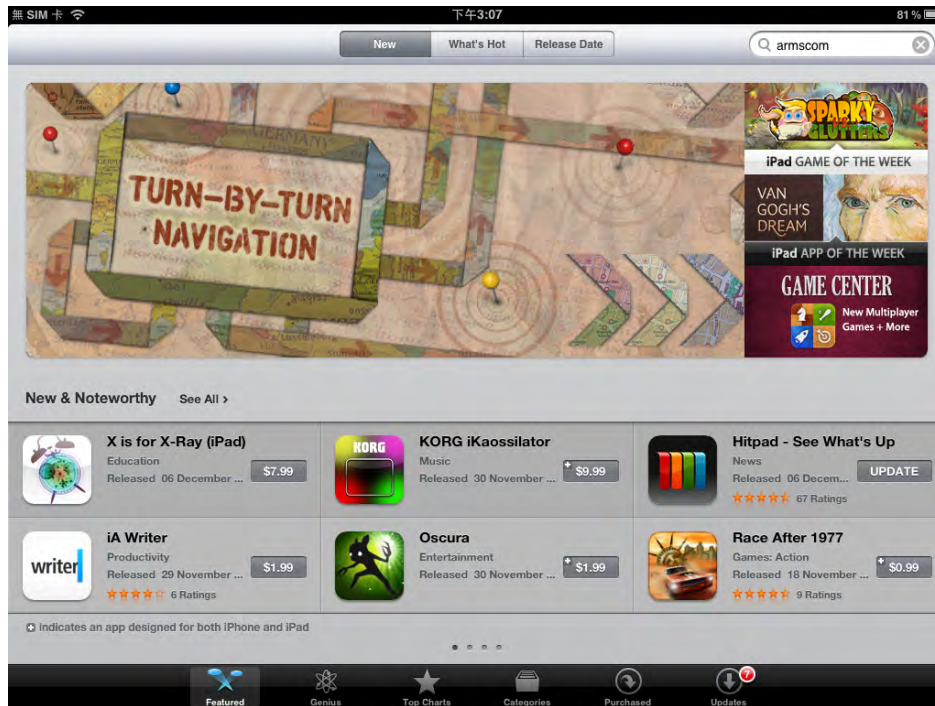 無 SIM 卡
下午3:07
81 %
New
What's Hot
Release Date
armscom
TURN-BY-TURN
NAVIGATION
SPARKY
GLUTTERS
iPad GAME OF THE WEEK
VAN
GOGH'S
DREAM
iPad APP OF THE WEEK
GAME CENTER
New Multiplayer
Games + More
New & Noteworthy
See All >
X is for X-Ray (iPad)
Education
Released 06 December ...
$7.99
KORG
KORG iKaossilator
Music
Released 30 November ...
$9.99
Hitpad - See What's Up
News
Released 06 Decem...
67 Ratings
UPDATE
writer
iA Writer
Productivity
Released 29 November ...
6 Ratings
$1.99
Oscura
Entertainment
Released 30 November ...
$1.99
Race After 1977
Games: Action
Released 18 November ...
9 Ratings
$0.99
+ Indicates an app designed for both iPhone and iPad
Featured
Genius
Top Charts
Categories
Purchased
7
Updates